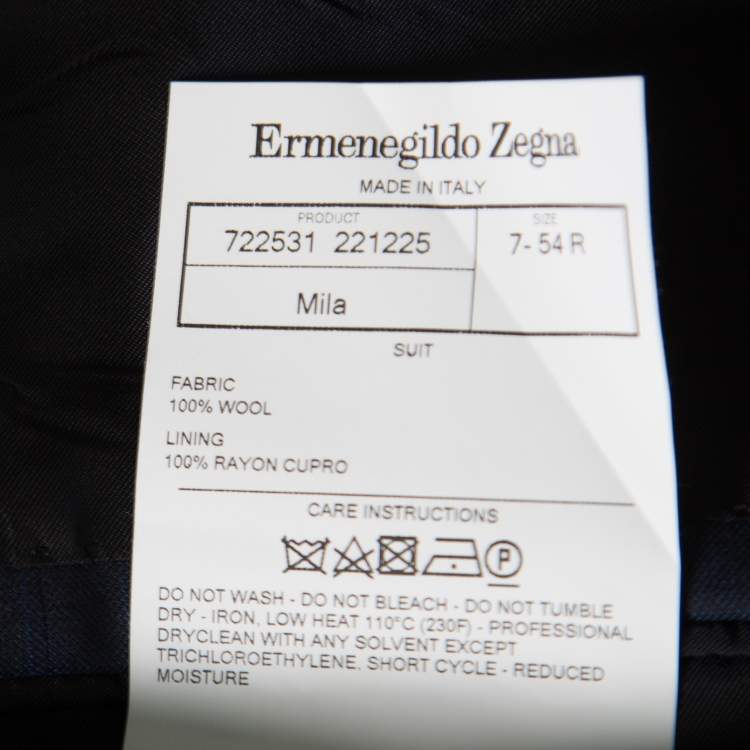 Ermenegildo Zegna
MADE IN ITALY
PRODUCT
722531 221225
SIZE
7-54 R
Mila
SUIT
FABRIC
100% WOOL
LINING
100% RAYON CUPRO
CARE INSTRUCTIONS
P
DO NOT WASH - DO NOT BLEACH - DO NOT TUMBLE
DRY - IRON, LOW HEAT 110°C (230F) - PROFESSIONAL
DRYCLEAN WITH ANY SOLVENT EXCEPT
TRICHLOROETHYLENE, SHORT CYCLE - REDUCED
MOISTURE